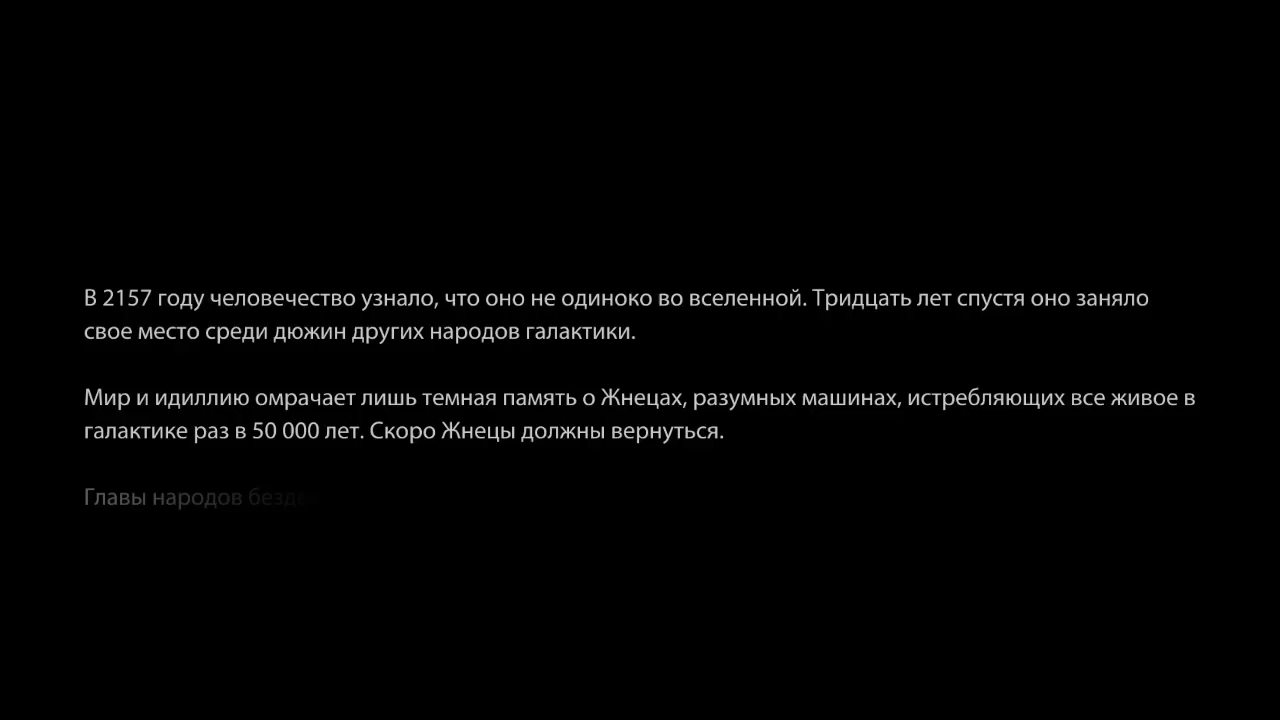 В 2157 году человечество узнало, что оно не одиноко во вселенной. Тридцать лет спустя оно заняло
свое место среди дюжин других народов галактики.
Мир и идиллию омрачает лишь темная память о Жнецах, разумных машинах, истребляющих все живое в
галактике раз в 50 000 лет. Скоро Жнецы должны вернуться.
Главы народов